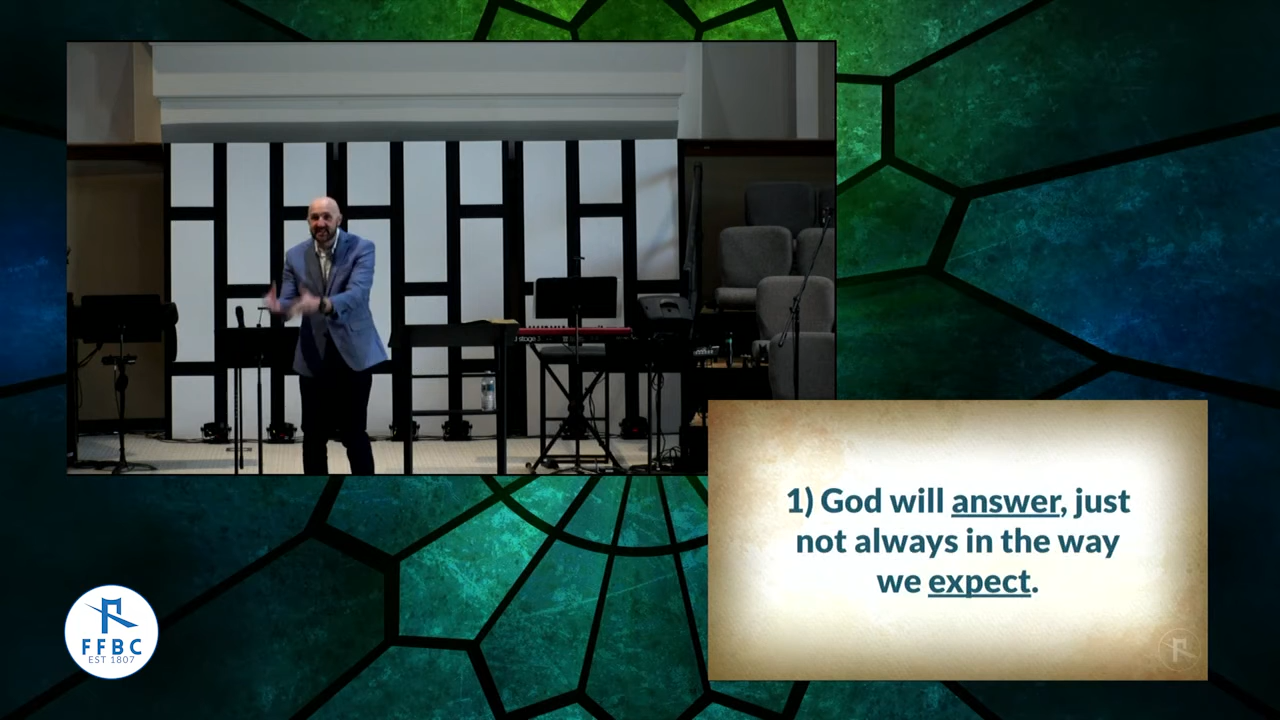 1) God will answer, just
not always in the way
we expect.
FFBC
EST 1807